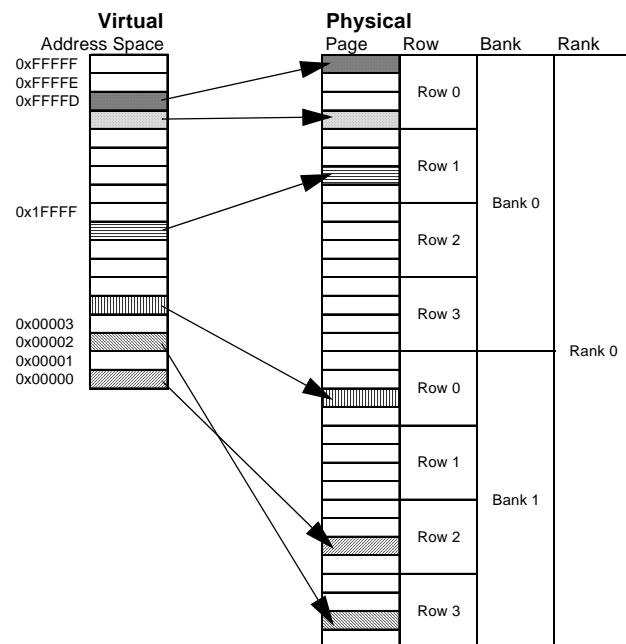 Virtual Physical
Address Space Page Row Bank Rank
0xFFFFF
0xFFFFE
0xFFFFD
Row 0
Row 1
Bank 0
0x1FFFF
Row 2
Row 3
0x00003
0x00002
Rank 0
0x00001
0x00000
Row 0
Row 1
Bank 1
Row 2
Row 3